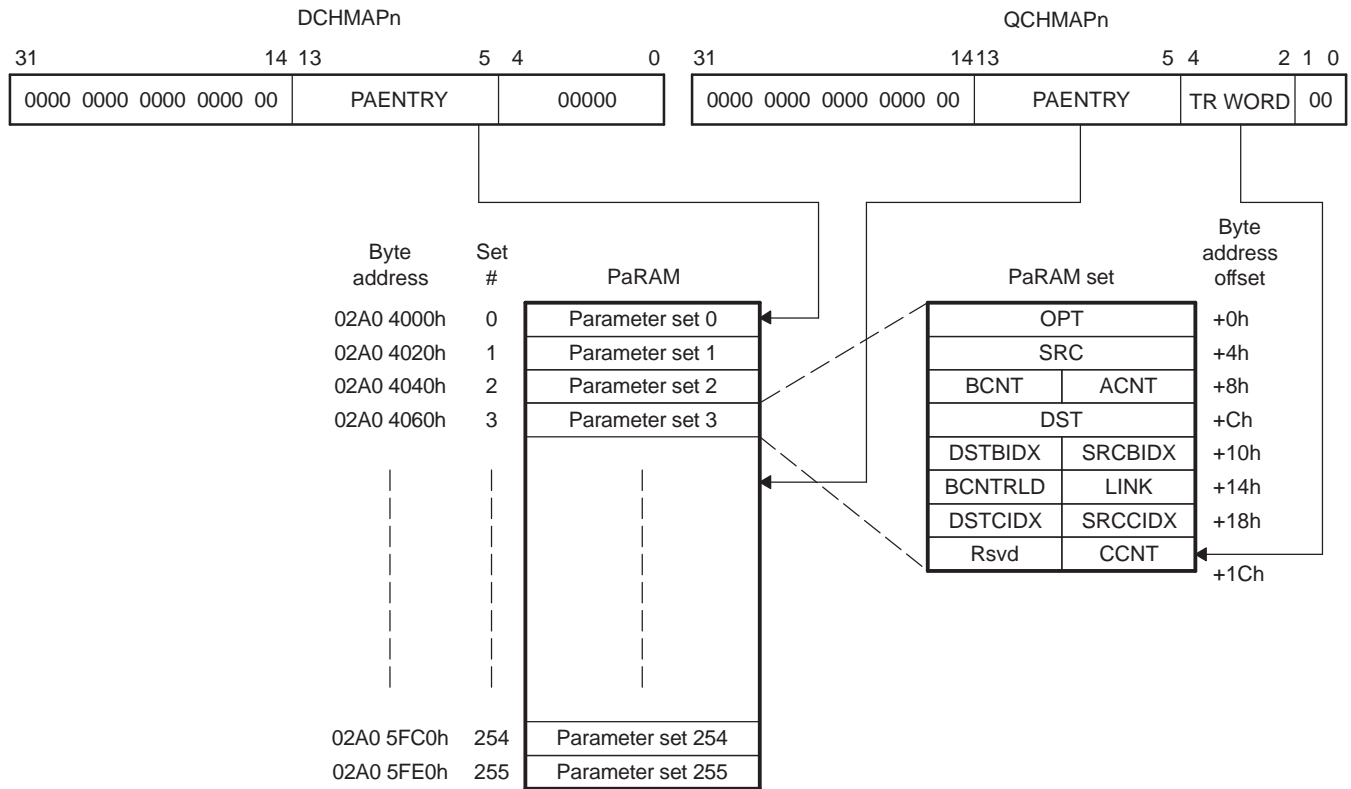 DCHMAPn QCHMAPn
31 14 13 5 4 0 31 14 13 5 4 2 1 0
0000 0000 0000 0000 00 PAENTRY 00000 0000 0000 0000 0000 00 PAENTRY TR WORD 00
Byte address Set # PaRAM PaRAM set Byte address offset
02A0 4000h 0 Parameter set 0 OPT +0h
02A0 4020h 1 Parameter set 1 SRC +4h
02A0 4040h 2 Parameter set 2 BCNT ACNT +8h
02A0 4060h 3 Parameter set 3 DST +Ch
DSTBIDX SRCBIDX +10h
BCNTRLD LINK +14h
DSTCIDX SRCCIDX +18h
Rsvd CCNT +1Ch
02A0 5FC0h 254 Parameter set 254
02A0 5FE0h 255 Parameter set 255